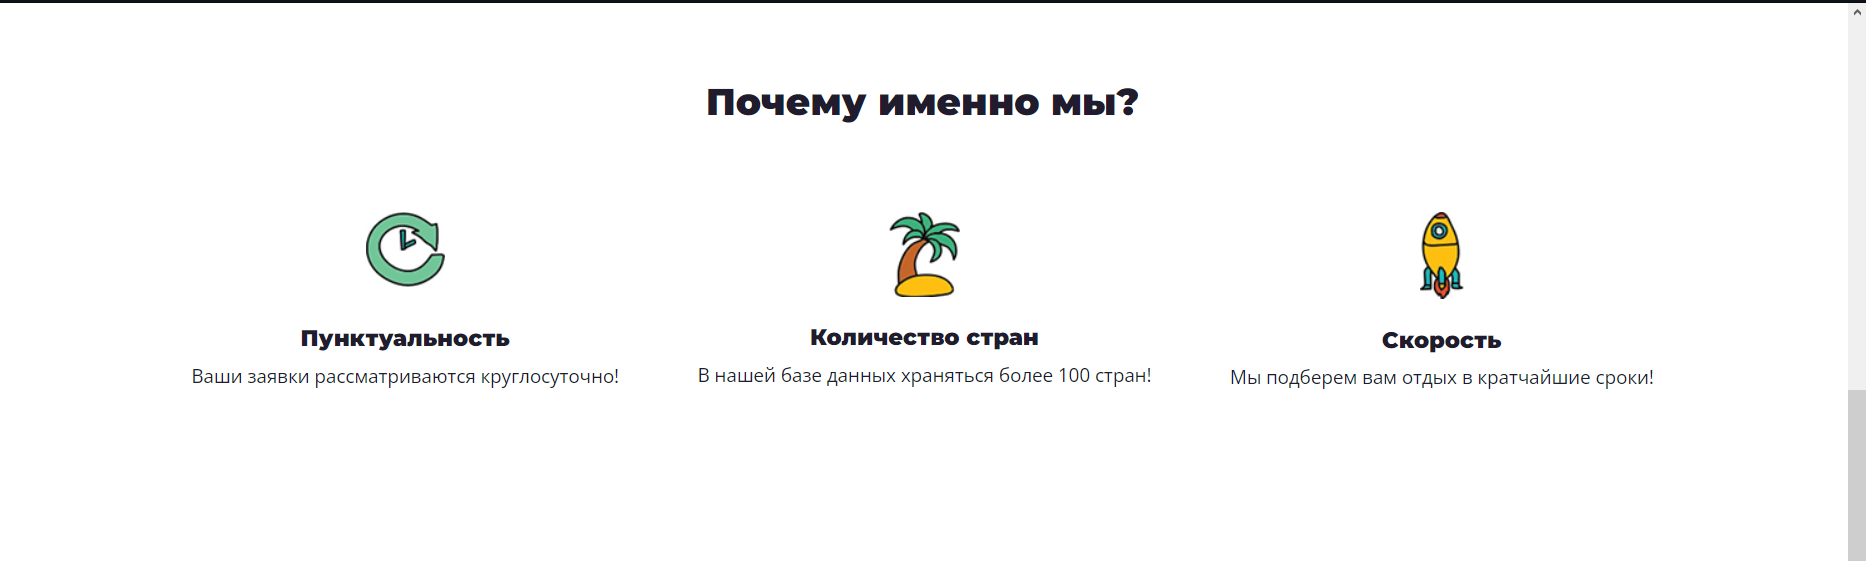 Почему именно мы?
Пунктуальность
Ваши заявки рассматриваются круглосуточно!
Количество стран
В нашей базе данных храняться более 100 стран!
Скорость
Мы подберем вам отдых в кратчайшие сроки!